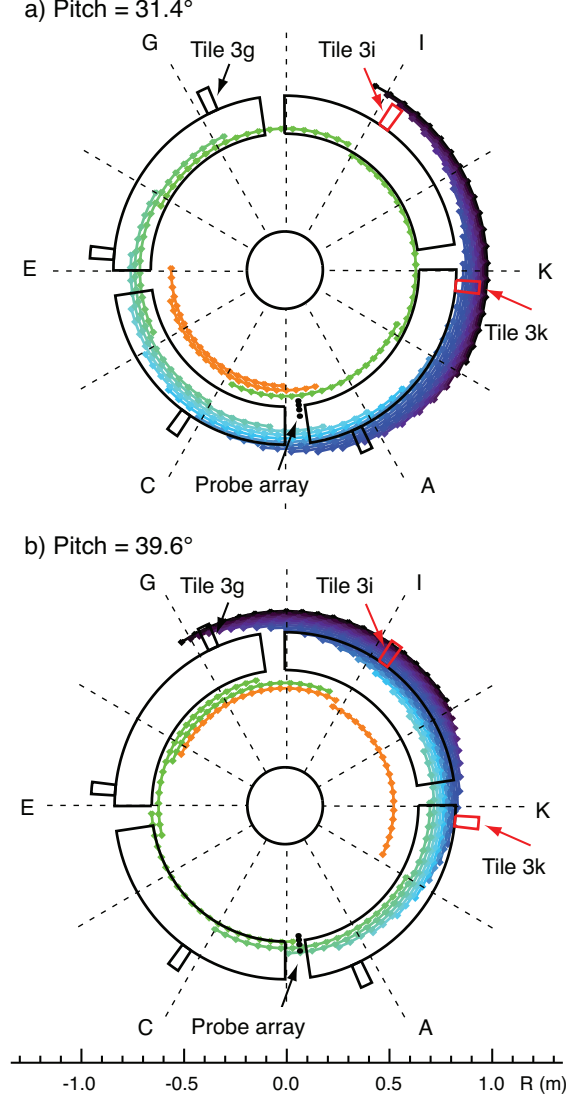 a) Pitch = 31.4°
G Tile 3g Tile 3i I
E K
Tile 3k
C Probe array A
b) Pitch = 39.6°
G Tile 3g Tile 3i I
E K
Tile 3k
C Probe array A
-1.0 -0.5 0.0 0.5 1.0 R (m)